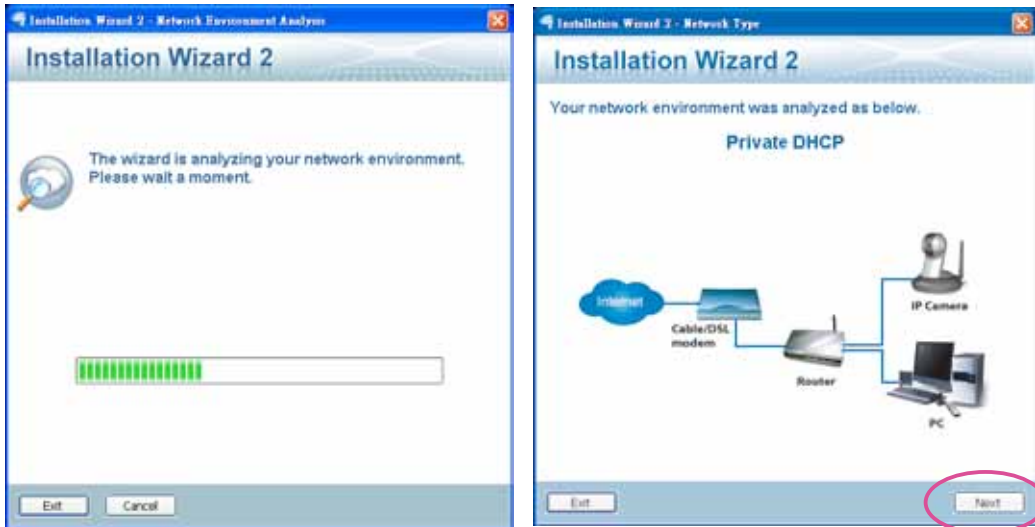 Installation Wizard 2 - Network Environment Analysis
Installation Wizard 2
The wizard is analyzing your network environment.
Please wait a moment.
Exit
Cancel
Installation Wizard 2 - Network Type
Installation Wizard 2
Your network environment was analyzed as below.
Private DHCP
Internet
Cable/DSL
modem
Router
IP Camera
PC
Exit
Next